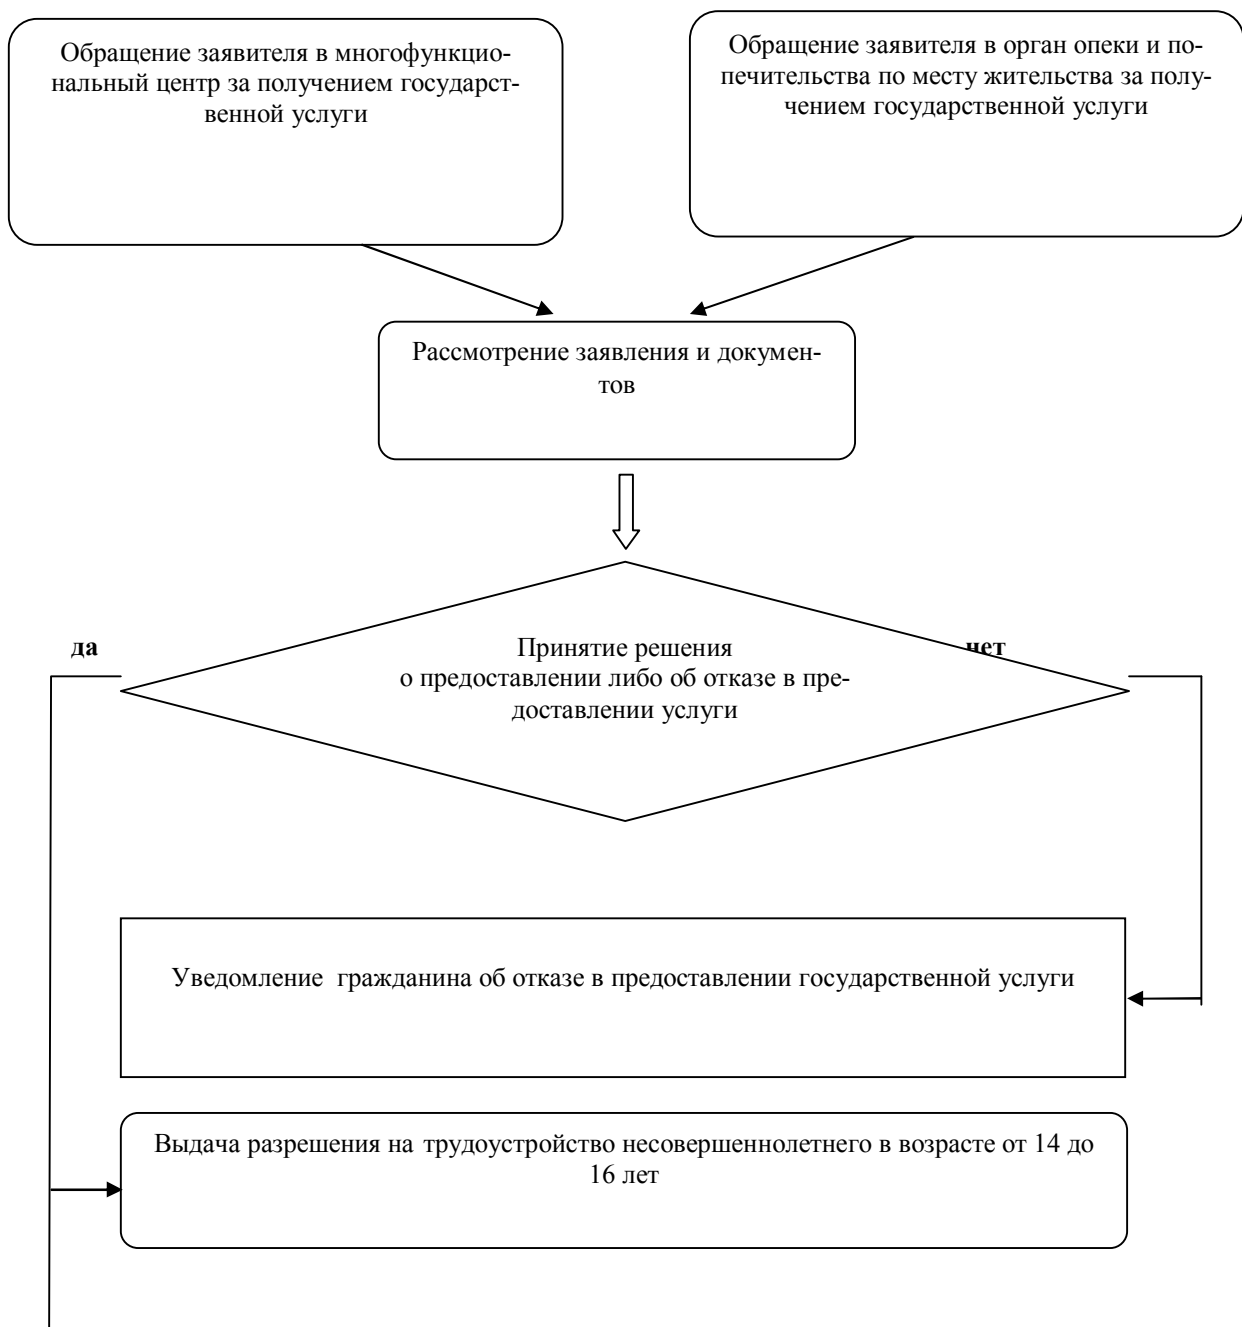 Обращение заявителя в многофункцио-
нальный центр за получением государст-
венной услуги
Обращение заявителя в орган опеки и по-
печительства по месту жительства за полу-
чением государственной услуги
Рассмотрение заявления и докумен-
тов
да
Принятие решения
о предоставлении либо об отказе в пре-
доставлении услуги
нет
Уведомление гражданина об отказе в предоставлении государственной услуги
Выдача разрешения на трудоустройство несовершеннолетнего в возрасте от 14 до
16 лет